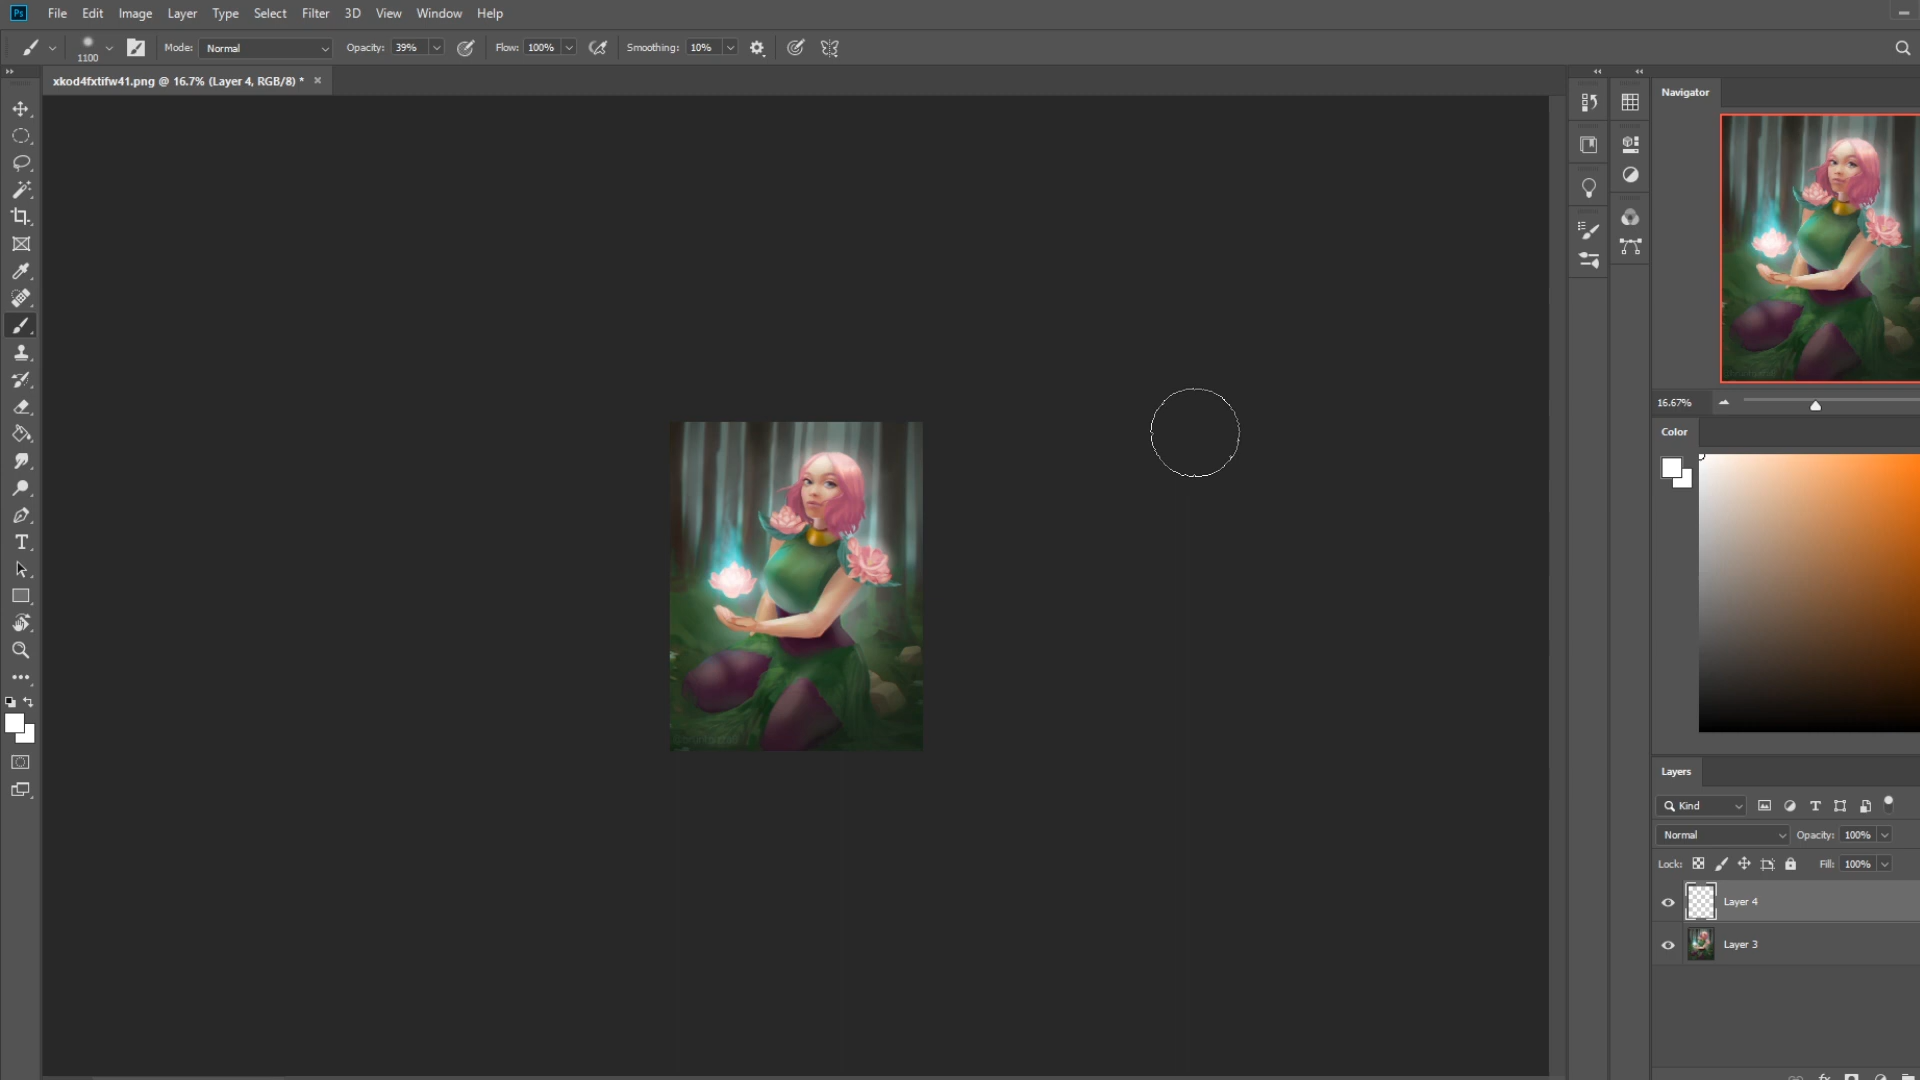 Ps File Edit Image Layer Type Select Filter 3D View Window Help
1100 Mode: Normal Opacity: 39% Flow: 100% Smoothing: 10%
xkod4fxtifw41.png @ 16.7% (Layer 4, RGB/8) *
Navigator
16.67%
Color
Layers
Kind
Normal Opacity: 100%
Lock: Fill: 100%
Layer 4
Layer 3